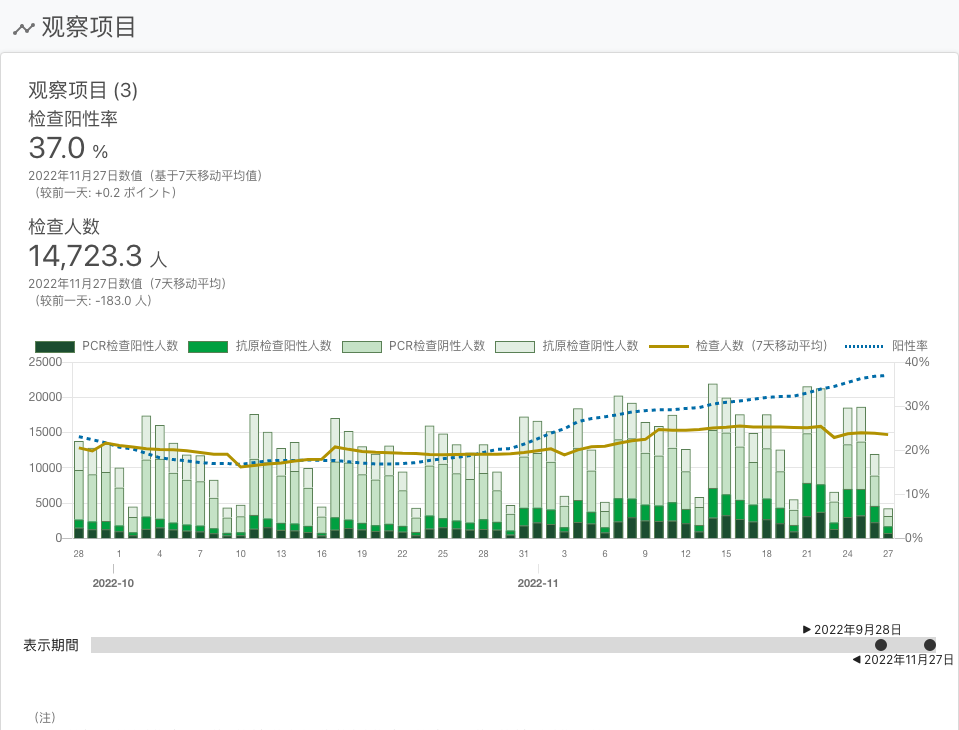 观察项目
观察项目 (3)
检查阳性率
37.0 %
2022年11月27日数值（基于7天移动平均值）
（较前一天: +0.2 ポイント）
检查人数
14,723.3 人
2022年11月27日数值（7天移动平均）
（较前一天: -183.0 人）
PCR检查阳性人数 抗原检查阳性人数 PCR检查阴性人数 抗原检查阴性人数 检查人数（7天移动平均） 阳性率
25000 40%
20000
30%
15000
20%
10000
10%
5000
0 0%
28 1 4 7 10 13 16 19 22 25 28 31 3 6 9 12 15 18 21 24 27
2022-10 2022-11
▶ 2022年9月28日
表示期間
◀ 2022年11月27日
（注）